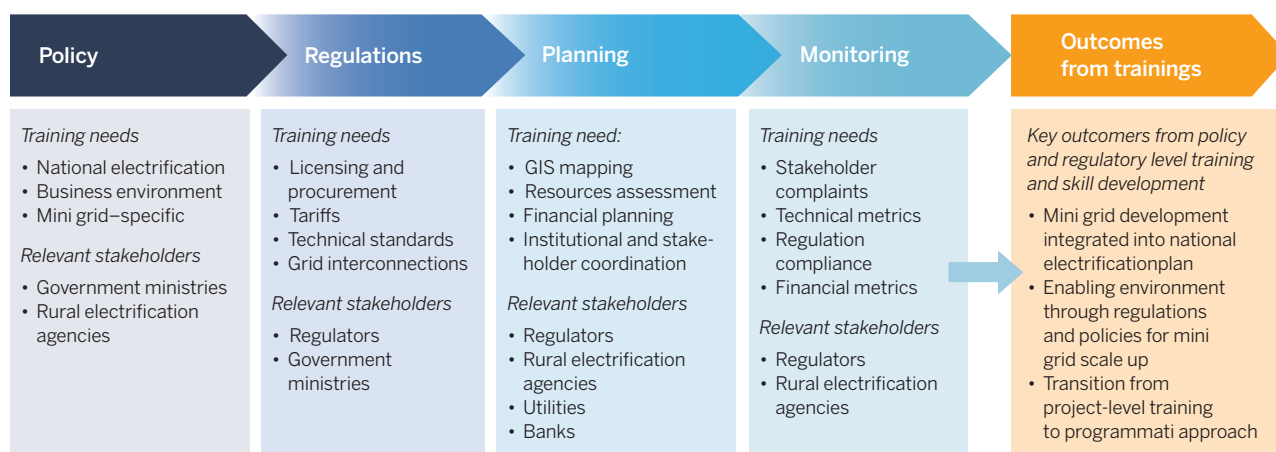 Policy
Training needs
• National electrification
• Business environment
• Mini grid–specific
Relevant stakeholders
• Government ministries
• Rural electrification
agencies
Regulations
Training needs
• Licensing and
procurement
• Tariffs
• Technical standards
• Grid interconnections
Relevant stakeholders
• Regulators
• Government
ministries
Planning
Training need:
• GIS mapping
• Resources assessment
• Financial planning
• Institutional and stake-
holder coordination
Relevant stakeholders
• Regulators
• Rural electrification
agencies
• Utilities
• Banks
Monitoring
Training needs
• Stakeholder
complaints
• Technical metrics
• Regulation
compliance
• Financial metrics
Relevant stakeholders
• Regulators
• Rural electrification
agencies
Outcomes
from trainings
Key outcomers from policy
and regulatory level training
and skill development
• Mini grid development
integrated into national
electrificationplan
• Enabling environment
through regulations
and policies for mini
grid scale up
• Transition from
project-level training
to programmati approach